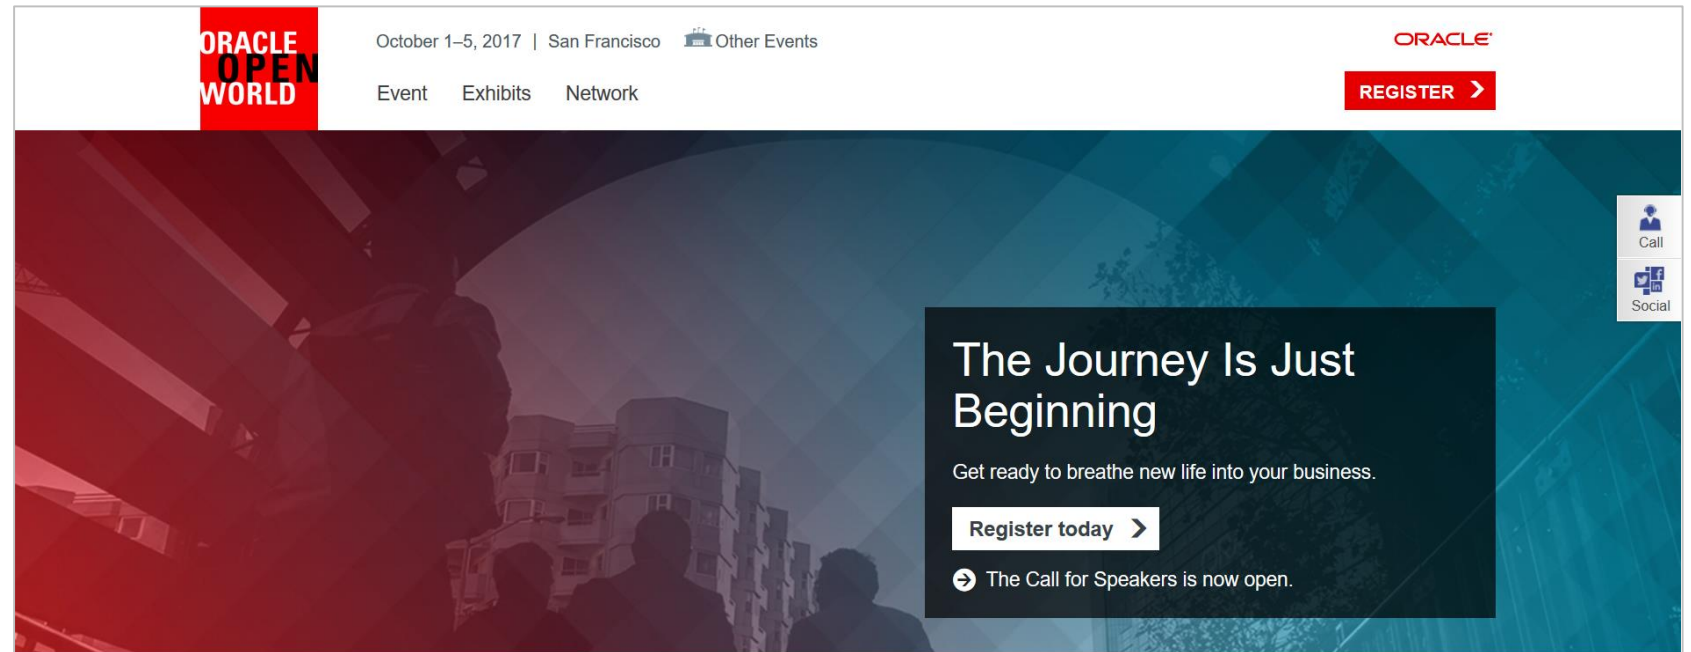 ORACLE
OPEN
WORLD
October 1–5, 2017 | San Francisco Other Events
Event Exhibits Network
ORACLE
REGISTER
Call
Social
The Journey Is Just
Beginning
Get ready to breathe new life into your business.
Register today
The Call for Speakers is now open.